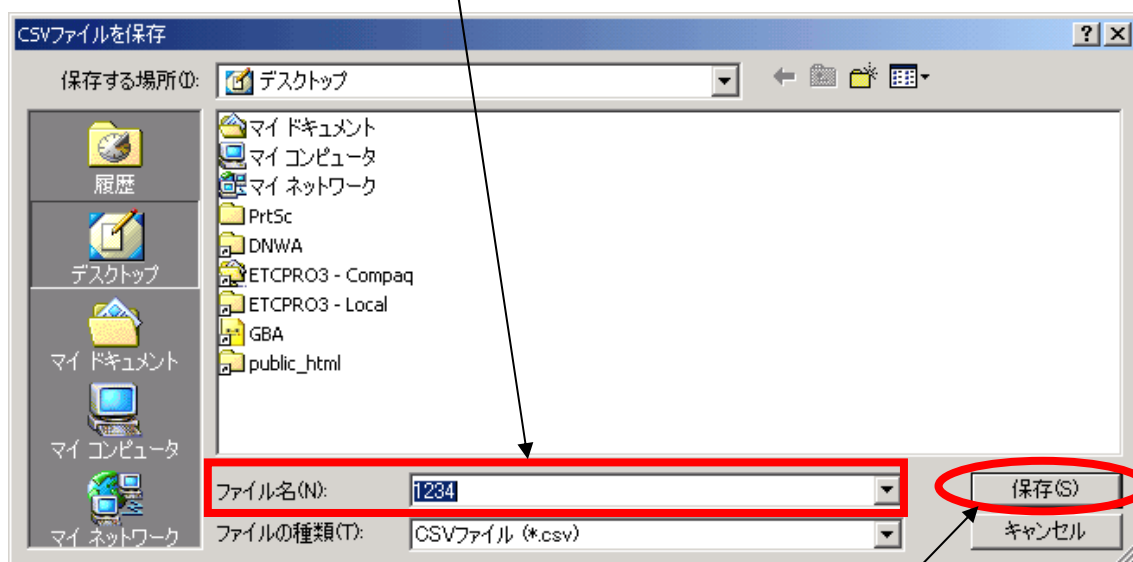 CSVファイルを保存
保存する場所(I):
デスクトップ
履歴
デスクトップ
マイ ドキュメント
マイ コンピュータ
マイ ネットワーク
マイ ドキュメント
マイ コンピュータ
マイ ネットワーク
PrtSc
DNWA
ETCPRO3 - Compaq
ETCPRO3 - Local
GBA
public_html
ファイル名(N):
1234
保存(S)
ファイルの種類(T):
CSVファイル (*.csv)
キャンセル